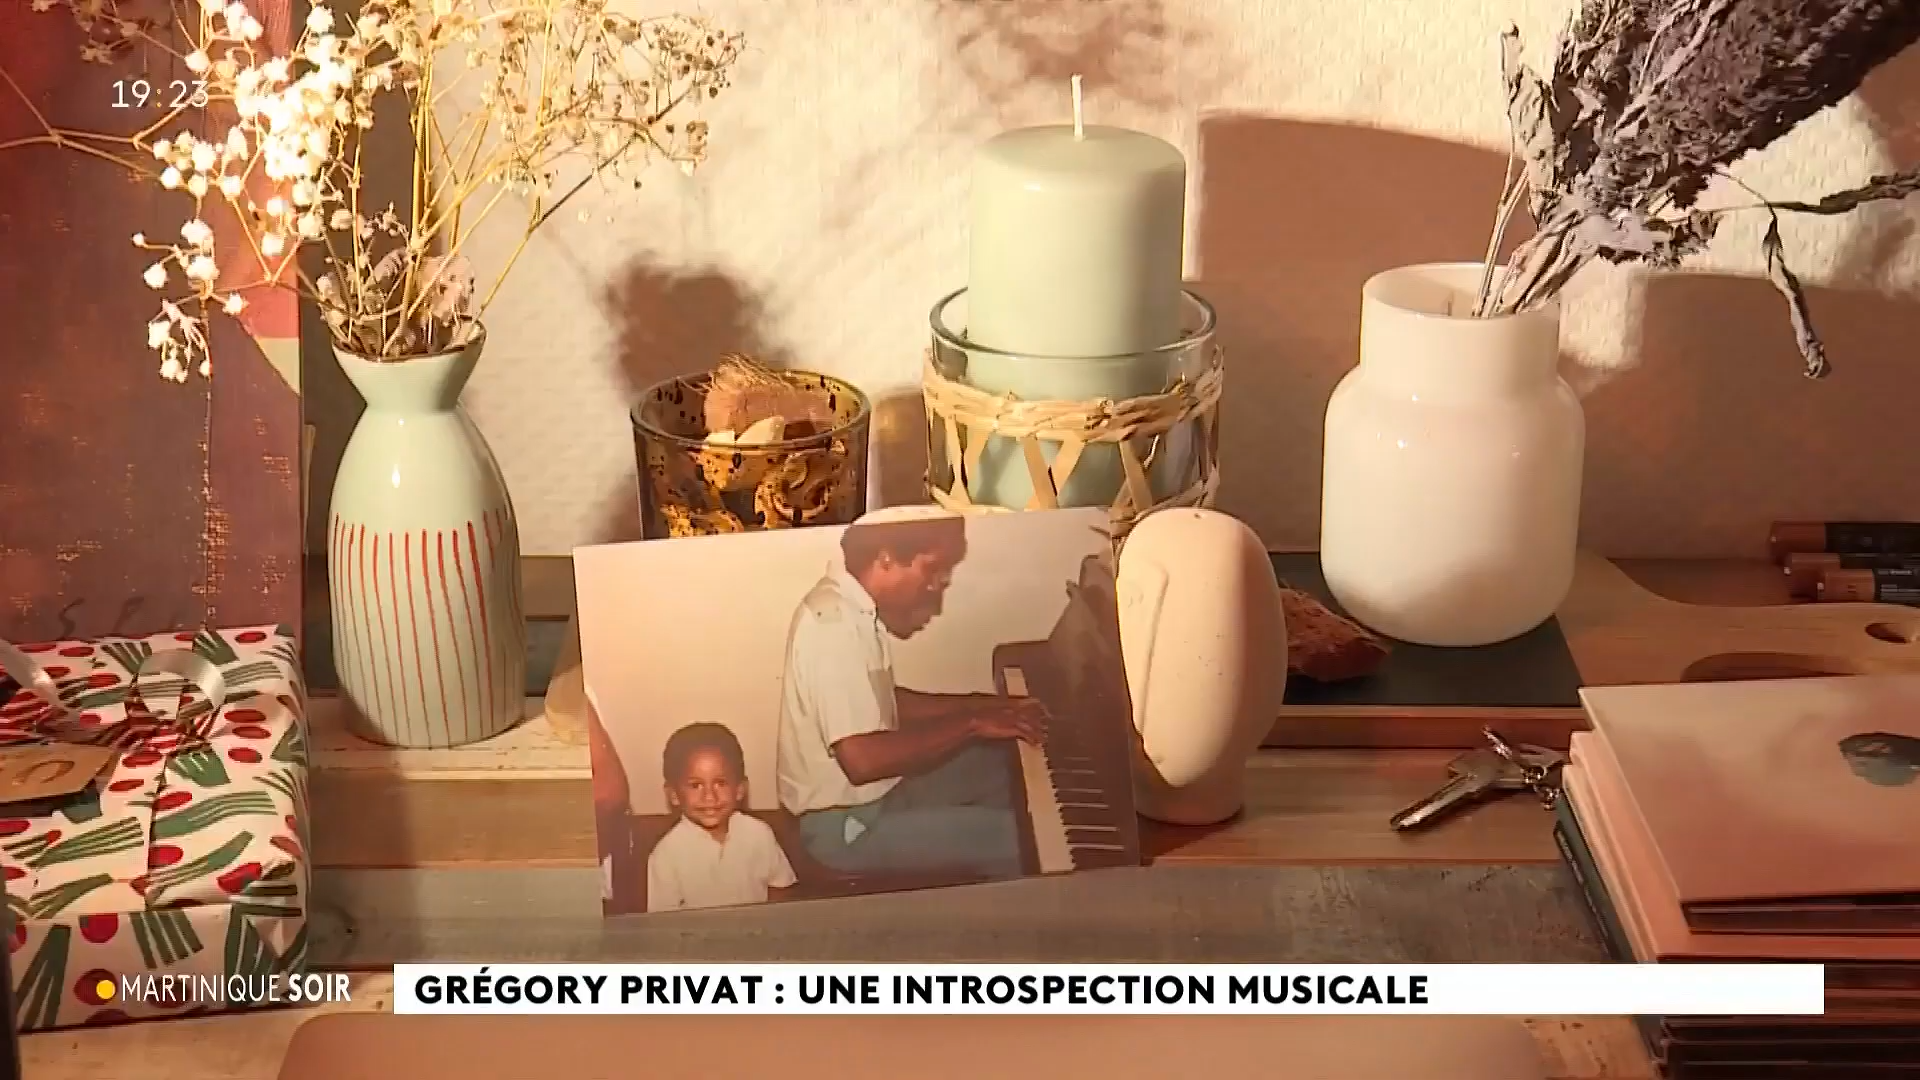 19:23
MARTINIQUE SOIR
GRÉGORY PRIVAT : UNE INTROSPECTION MUSICALE